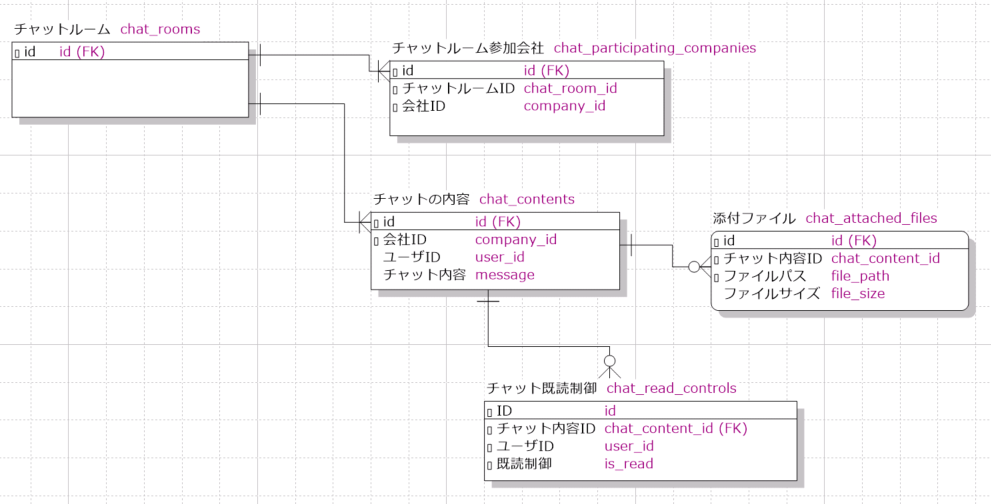 チャットルーム chat_rooms
id id (FK)
チャットルーム参加会社 chat_participating_companies
id id (FK)
チャットルームID chat_room_id
会社ID company_id
チャットの内容 chat_contents
id id (FK)
会社ID company_id
ユーザID user_id
チャット内容 message
添付ファイル chat_attached_files
id id (FK)
チャット内容ID chat_content_id
ファイルパス file_path
ファイルサイズ file_size
チャット既読制御 chat_read_controls
ID id
チャット内容ID chat_content_id (FK)
ユーザID user_id
既読制御 is_read